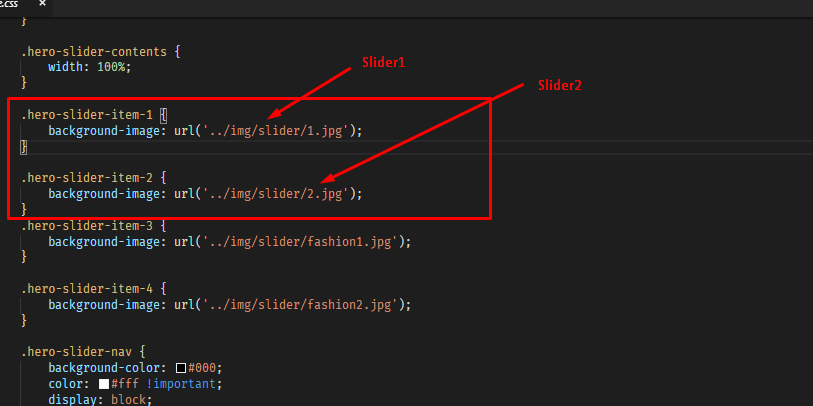 e.css ×
}
.hero-slider-contents {
width: 100%;
}
Slider1
Slider2
.hero-slider-item-1 {
background-image: url('../img/slider/1.jpg');
}
.hero-slider-item-2 {
background-image: url('../img/slider/2.jpg');
}
.hero-slider-item-3 {
background-image: url('../img/slider/fashion1.jpg');
}
.hero-slider-item-4 {
background-image: url('../img/slider/fashion2.jpg');
}
.hero-slider-nav {
background-color: #000;
color: #fff !important;
display: block;